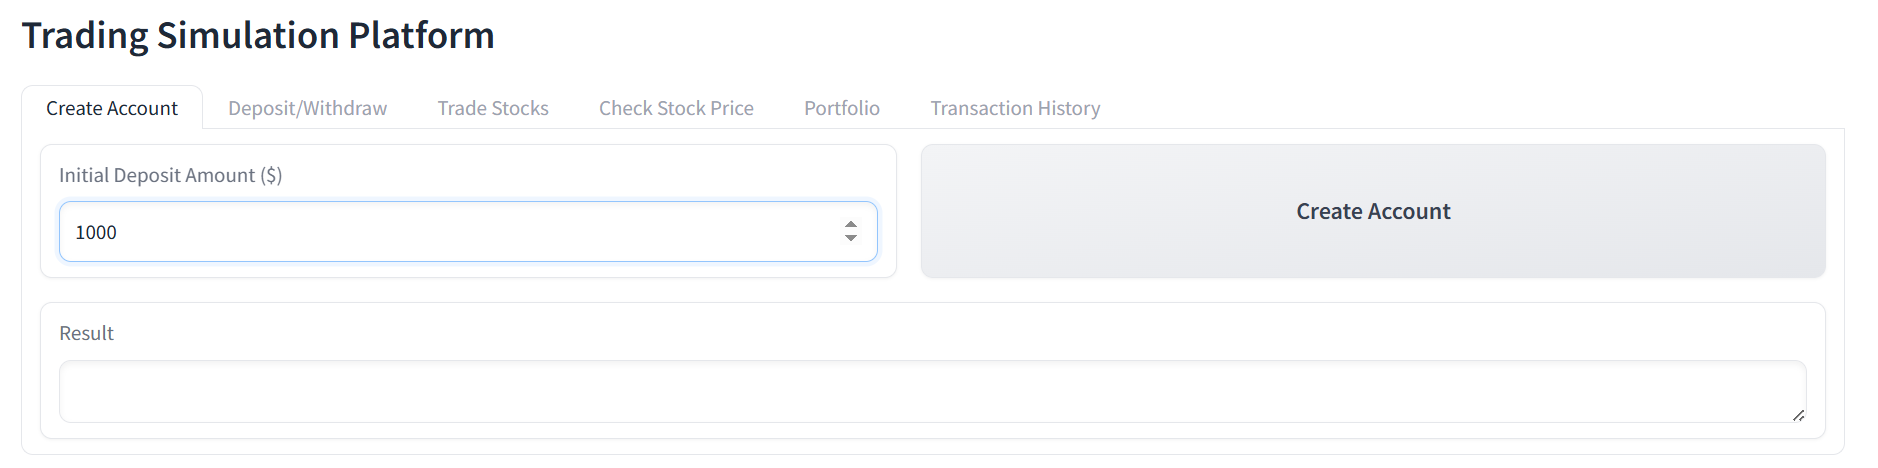 Trading Simulation Platform
Create Account Deposit/Withdraw Trade Stocks Check Stock Price Portfolio Transaction History
Initial Deposit Amount ($)
1000
Create Account
Result